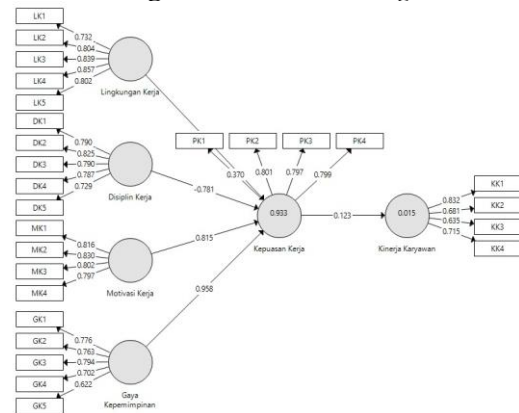 LK1
LK2
LK3
LK4
LK5
0.732
0.804
0.839
0.857
0.802
Lingkungan Kerja
DK1
DK2
DK3
DK4
DK5
0.790
0.825
0.790
0.787
0.729
Disiplin Kerja
MK1
MK2
MK3
MK4
0.816
0.830
0.802
0.797
Motivasi Kerja
GK1
GK2
GK3
GK4
GK5
0.776
0.763
0.794
0.702
0.622
Gaya
Kepemimpinan
PK1
PK2
PK3
PK4
0.370
0.801
0.797
0.799
-0.781
0.815
0.958
0.933
Kepuasan Kerja
0.123
0.015
Kinerja Karyawan
0.832
0.681
0.635
0.715
KK1
KK2
KK3
KK4